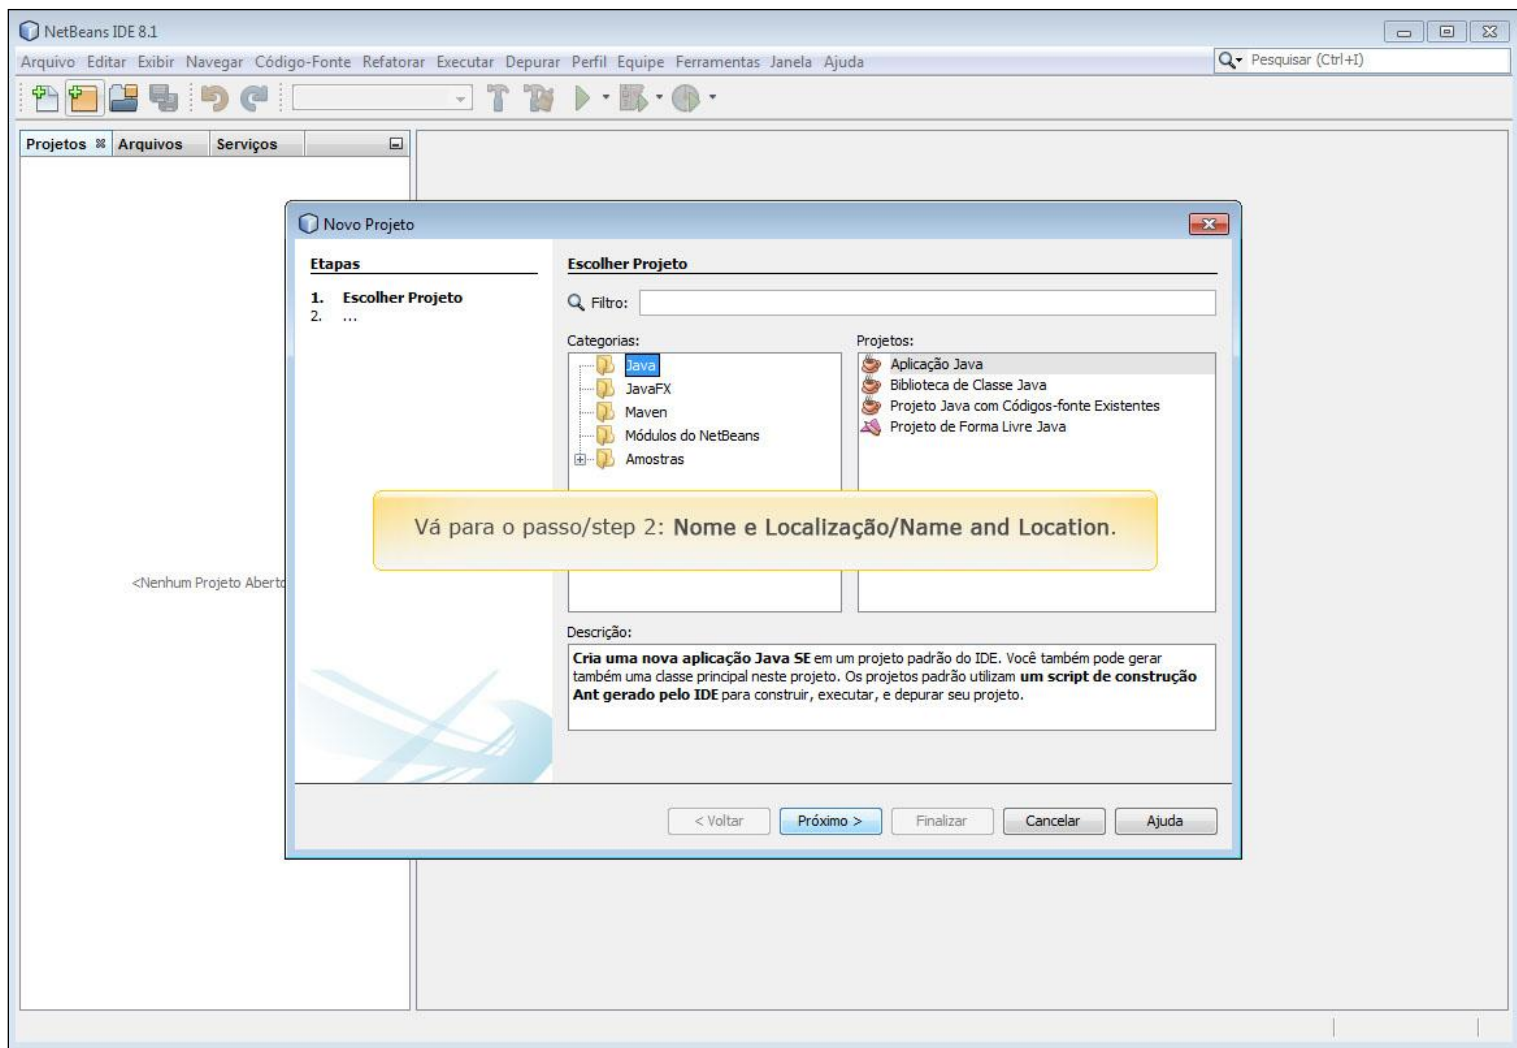 NetBeans IDE 8.1
Arquivo Editar Exibir Navegar Código-Fonte Refatorar Executar Depurar Perfil Equipe Ferramentas Janela Ajuda
Pesquisar (Ctrl+I)
Projetos Arquivos Serviços
Novo Projeto
Etapas
1. Escolher Projeto
2. ...
Escolher Projeto
Filtro:
Categorias:
Java
JavaFX
Maven
Módulos do NetBeans
Amostras
Projetos:
Aplicação Java
Biblioteca de Classe Java
Projeto Java com Códigos-fonte Existentes
Projeto de Forma Livre Java
Vá para o passo/step 2: Nome e Localização/Name and Location.
<Nenhum Projeto Aberto
Descrição:
Cria uma nova aplicação Java SE em um projeto padrão do IDE. Você também pode gerar
também uma classe principal neste projeto. Os projetos padrão utilizam um script de construção
Ant gerado pelo IDE para construir, executar, e depurar seu projeto.
< Voltar Próximo > Finalizar Cancelar Ajuda